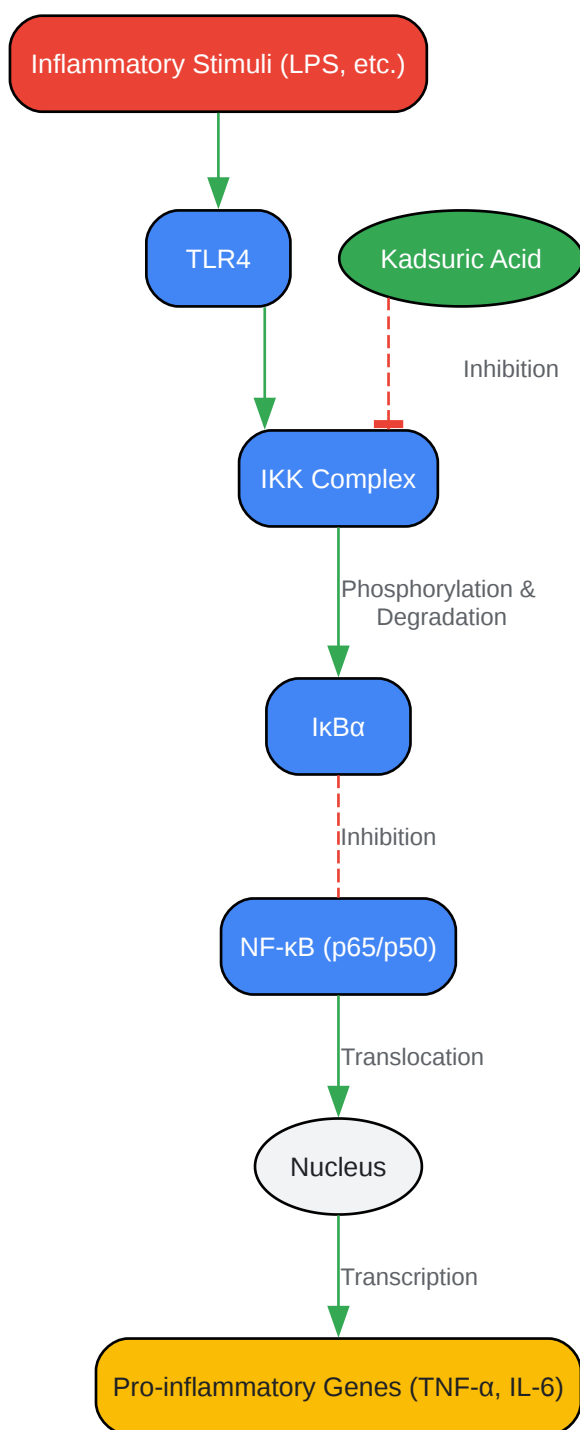 Inflammatory Stimuli (LPS, etc.)
TLR4
Kadsuric Acid
Inhibition
IKK Complex
Phosphorylation &
Degradation
IκBα
Inhibition
NF-κB (p65/p50)
Translocation
Nucleus
Transcription
Pro-inflammatory Genes (TNF-α, IL-6)